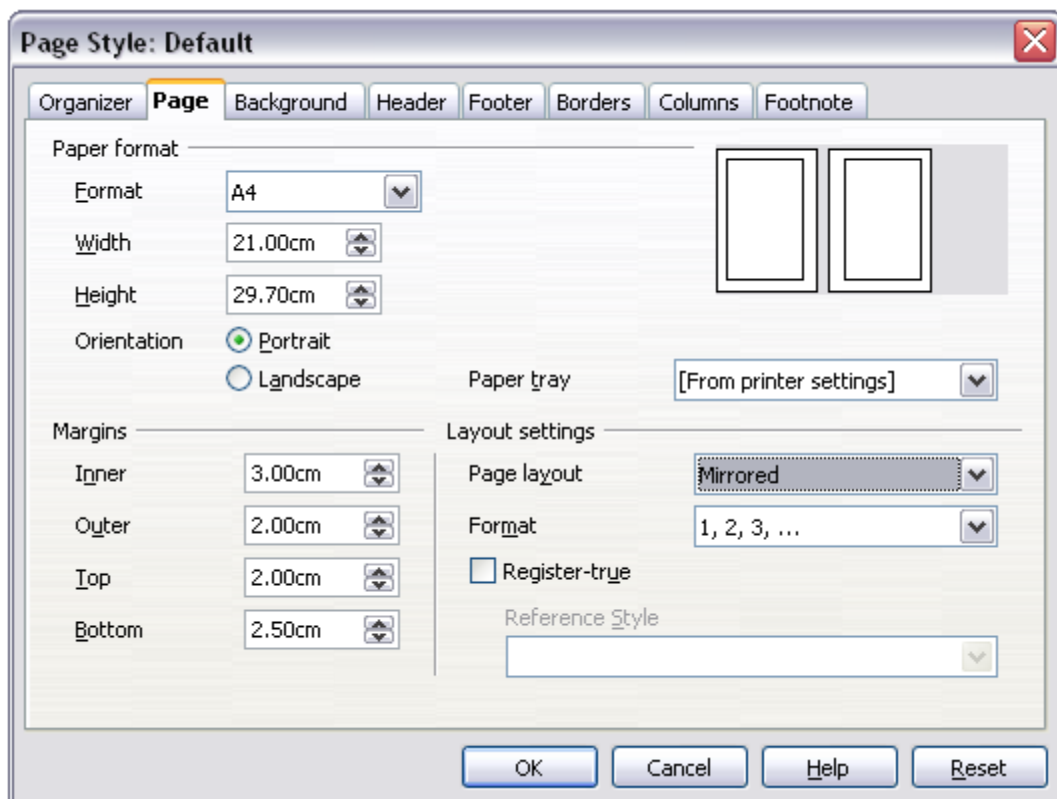 Page Style: Default
Organizer Page Background Header Footer Borders Columns Footnote
Paper format
Format A4
Width 21.00cm
Height 29.70cm
Orientation Portrait
Landscape
Paper tray [From printer settings]
Margins
Inner 3.00cm
Outer 2.00cm
Top 2.00cm
Bottom 2.50cm
Layout settings
Page layout Mirrored
Format 1, 2, 3, ...
Register-true
Reference Style
OK Cancel Help Reset